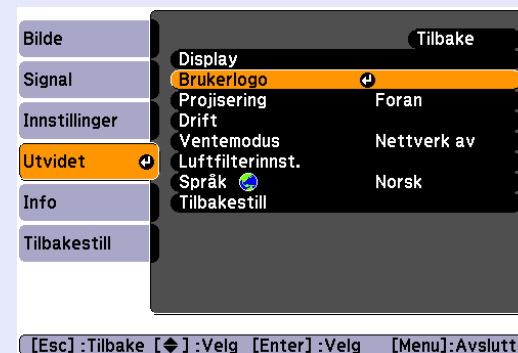 Bilde
Signal
Innstillinger
Utvidet
Info
Tilbakestill
Tilbake
Display
Brukerlogo
Projisering Foran
Drift
Ventemodus Nettverk av
Luftfilterinnst.
Språk Norsk
Tilbakestill
[Esc] :Tilbake [◆] :Velg [Enter] :Velg [Menu]:Avslutt